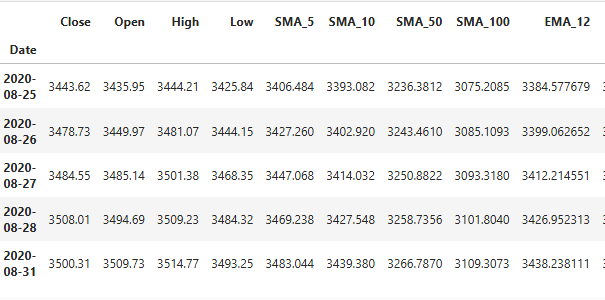 Close Open High Low SMA_5 SMA_10 SMA_50 SMA_100 EMA_12
Date
2020-08-25 3443.62 3435.95 3444.21 3425.84 3406.484 3393.082 3236.3812 3075.2085 3384.577679
2020-08-26 3478.73 3449.97 3481.07 3444.15 3427.260 3402.920 3243.4610 3085.1093 3399.062652
2020-08-27 3484.55 3485.14 3501.38 3468.35 3447.068 3414.032 3250.8822 3093.3180 3412.214551
2020-08-28 3508.01 3494.69 3509.23 3484.32 3469.238 3427.548 3258.7356 3101.8040 3426.952313
2020-08-31 3500.31 3509.73 3514.77 3493.25 3483.044 3439.380 3266.7870 3109.3073 3438.238111